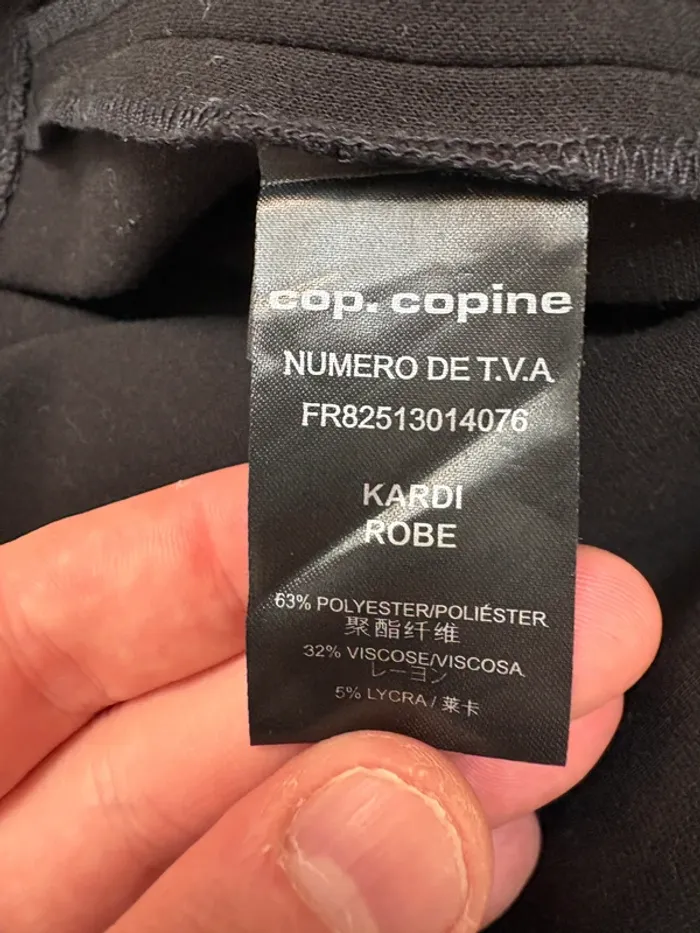 cop. copine
NUMERO DE T.V.A
FR82513014076
KARDI
ROBE
63% POLYESTER/POLIÉSTER
聚酯纤维
32% VISCOSE/VISCOSA
レーヨン
5% LYCRA / 莱卡